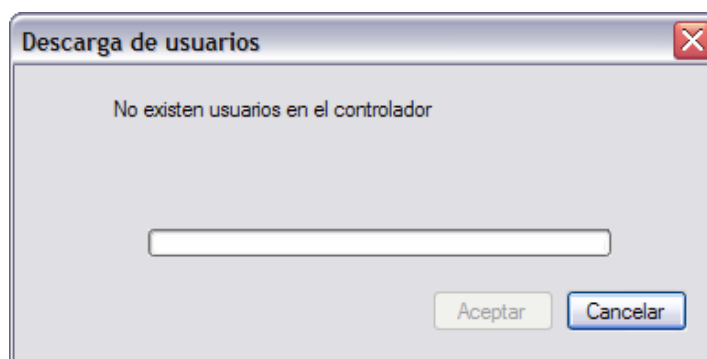 Descarga de usuarios
No existen usuarios en el controlador
Aceptar
Cancelar